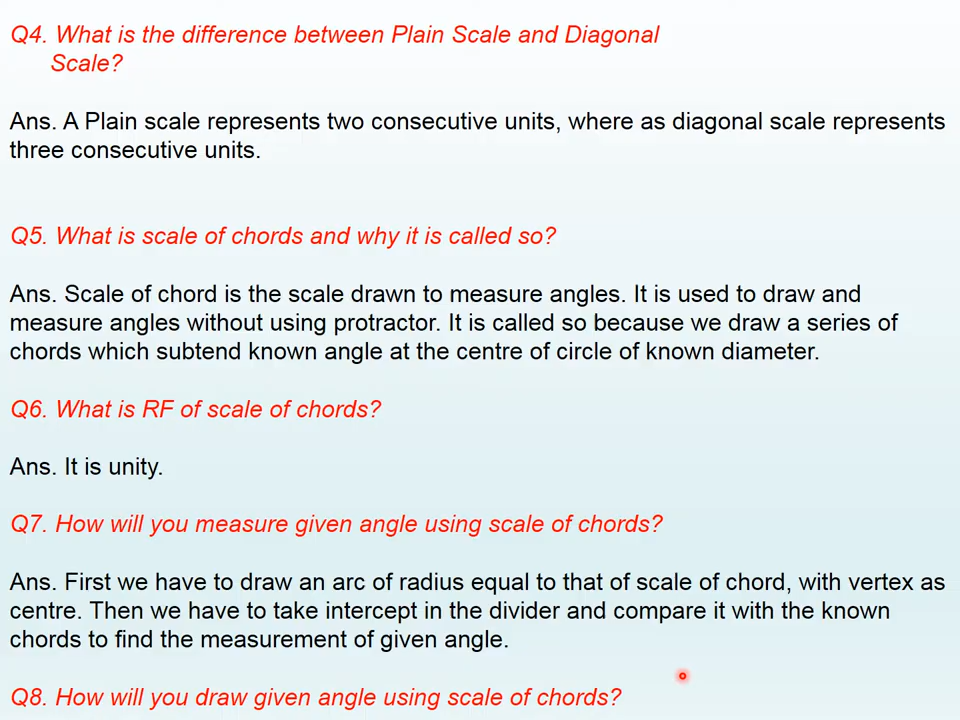 Q4. What is the difference between Plain Scale and Diagonal
Scale?
Ans. A Plain scale represents two consecutive units, where as diagonal scale represents
three consecutive units.
Q5. What is scale of chords and why it is called so?
Ans. Scale of chord is the scale drawn to measure angles. It is used to draw and
measure angles without using protractor. It is called so because we draw a series of
chords which subtend known angle at the centre of circle of known diameter.
Q6. What is RF of scale of chords?
Ans. It is unity.
Q7. How will you measure given angle using scale of chords?
Ans. First we have to draw an arc of radius equal to that of scale of chord, with vertex as
centre. Then we have to take intercept in the divider and compare it with the known
chords to find the measurement of given angle.
Q8. How will you draw given angle using scale of chords?